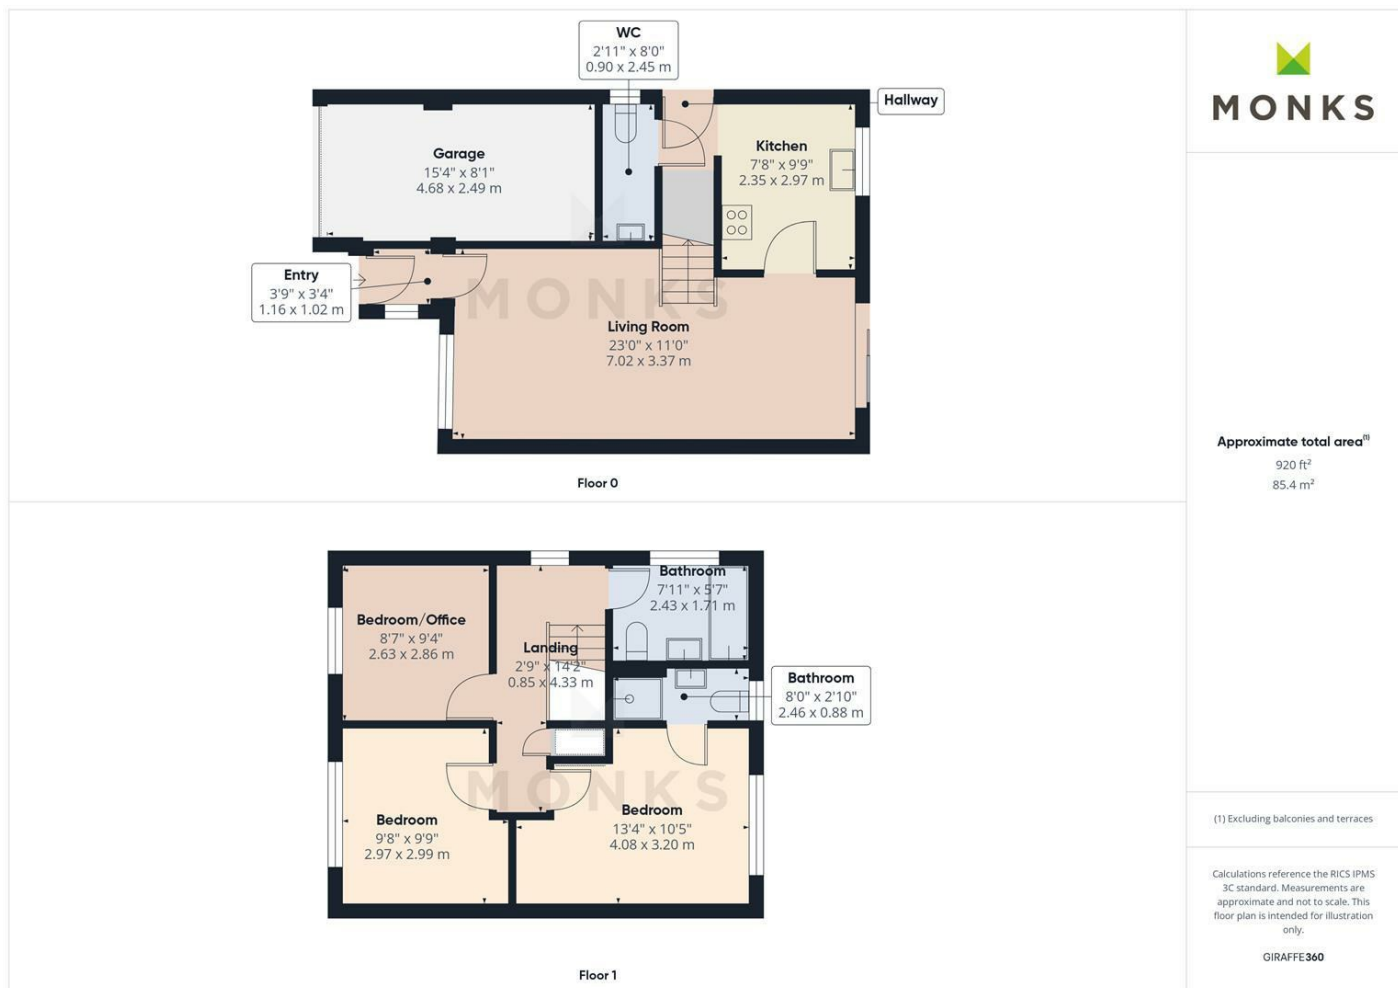 WC
2'11" x 8'0"
0.90 x 2.45 m
Hallway
Garage
15'4" x 8'1"
4.68 x 2.49 m
Kitchen
7'8" x 9'9"
2.35 x 2.97 m
Entry
3'9" x 3'4"
1.16 x 1.02 m
MONKS
Living Room
23'0" x 11'0"
7.02 x 3.37 m
Floor 0
Bathroom
7'11" x 5'7"
2.43 x 1.71 m
Bedroom/Office
8'7" x 9'4"
2.63 x 2.86 m
Landing
2'9" x 14'2"
0.85 x 4.33 m
Bathroom
8'0" x 2'10"
2.46 x 0.88 m
MONKS
Bedroom
9'8" x 9'9"
2.97 x 2.99 m
Bedroom
13'4" x 10'5"
4.08 x 3.20 m
Floor 1
MONKS
Approximate total area(1)
920 ft²
85.4 m²
(1) Excluding balconies and terraces
Calculations reference the RICS IPMS
3C standard. Measurements are
approximate and not to scale. This
floor plan is intended for illustration
only.
GIRAFFE360